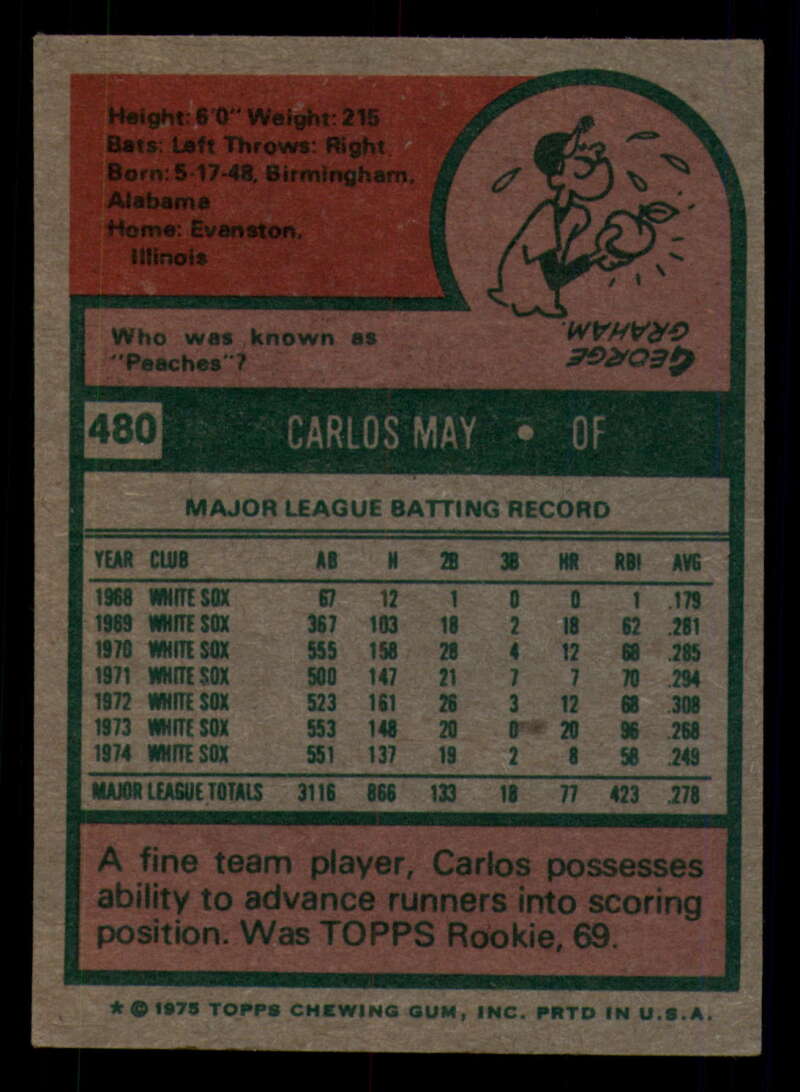 Height: 6'0" Weight: 215
Bats: Left Throws: Right
Born: 5-17-48, Birmingham,
Alabama
Home: Evanston,
Illinois
Who was known as
"Peaches"?
GEORGE
GRAHAM.
480 CARLOS MAY • OF
MAJOR LEAGUE BATTING RECORD
YEAR CLUB AB H 2B 3B HR RBI AVG
1968 WHITE SOX 67 12 1 0 0 1 .179
1969 WHITE SOX 367 103 18 2 18 62 .281
1970 WHITE SOX 555 158 28 4 12 68 .285
1971 WHITE SOX 500 147 21 7 7 70 .294
1972 WHITE SOX 523 161 26 3 12 68 .308
1973 WHITE SOX 553 148 20 0 20 96 .268
1974 WHITE SOX 551 137 19 2 8 58 .249
MAJOR LEAGUE TOTALS 3116 866 133 18 77 423 .278
A fine team player, Carlos possesses
ability to advance runners into scoring
position. Was TOPPS Rookie, 69.
* © 1975 TOPPS CHEWING GUM, INC. PRTD IN U.S.A.